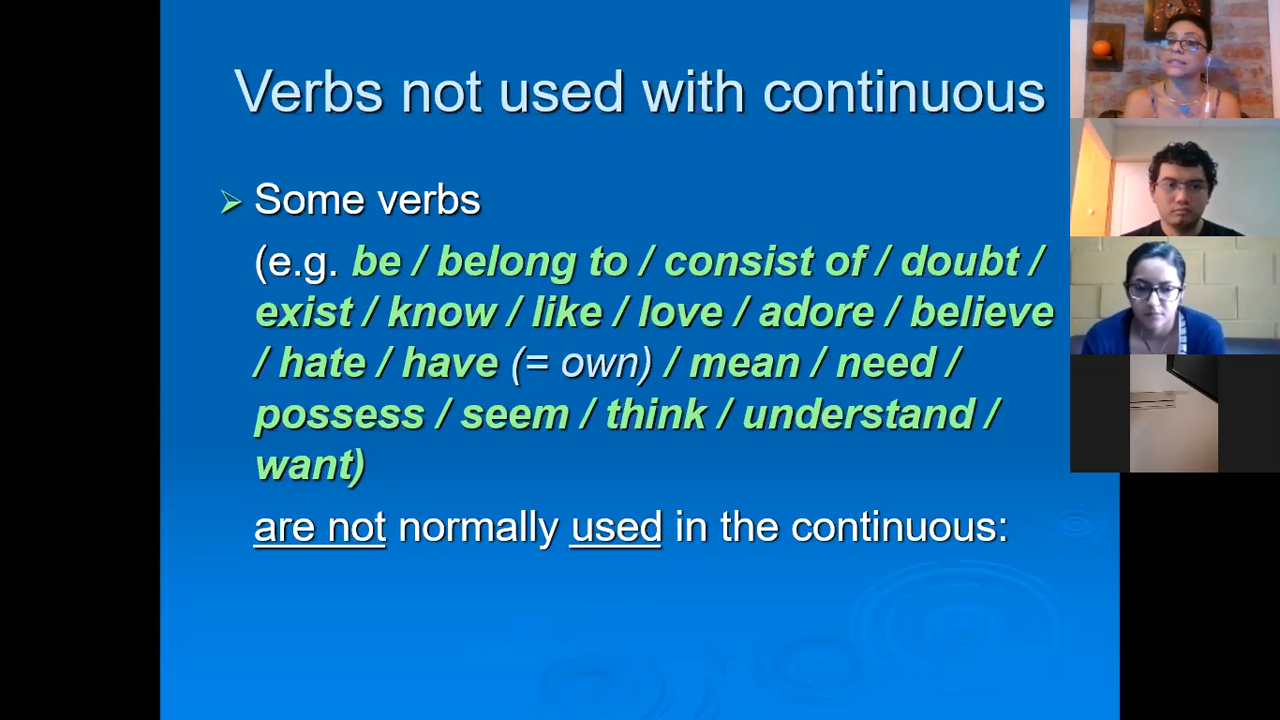 Verbs not used with continuous
Some verbs
(e.g. be / belong to / consist of / doubt /
exist / know / like / love / adore / believe
/ hate / have (= own) / mean / need /
possess / seem / think / understand /
want)
are not normally used in the continuous: